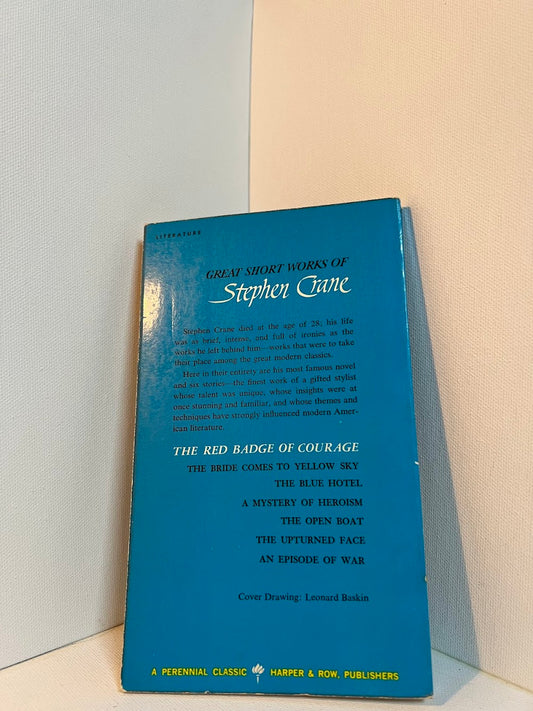 LITERATURE
GREAT SHORT WORKS OF
Stephen Crane
Stephen Crane died at the age of 28; his life
was as brief, intense, and full of ironies as the
works he left behind him—works that were to take
their place among the great modern classics.
Here in their entirety are his most famous novel
and six stories—the finest work of a gifted stylist
whose talent was unique, whose insights were at
once stunning and familiar, and whose themes and
techniques have strongly influenced modern Amer-
ican literature.
THE RED BADGE OF COURAGE
THE BRIDE COMES TO YELLOW SKY
THE BLUE HOTEL
A MYSTERY OF HEROISM
THE OPEN BOAT
THE UPTURNED FACE
AN EPISODE OF WAR
Cover Drawing: Leonard Baskin
A PERENNIAL CLASSIC HARPER & ROW, PUBLISHERS